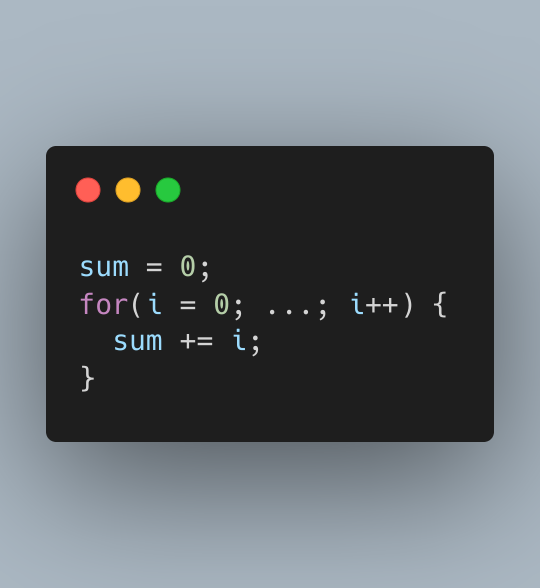 sum = 0;
for(i = 0; ...; i++) {
  sum += i;
}